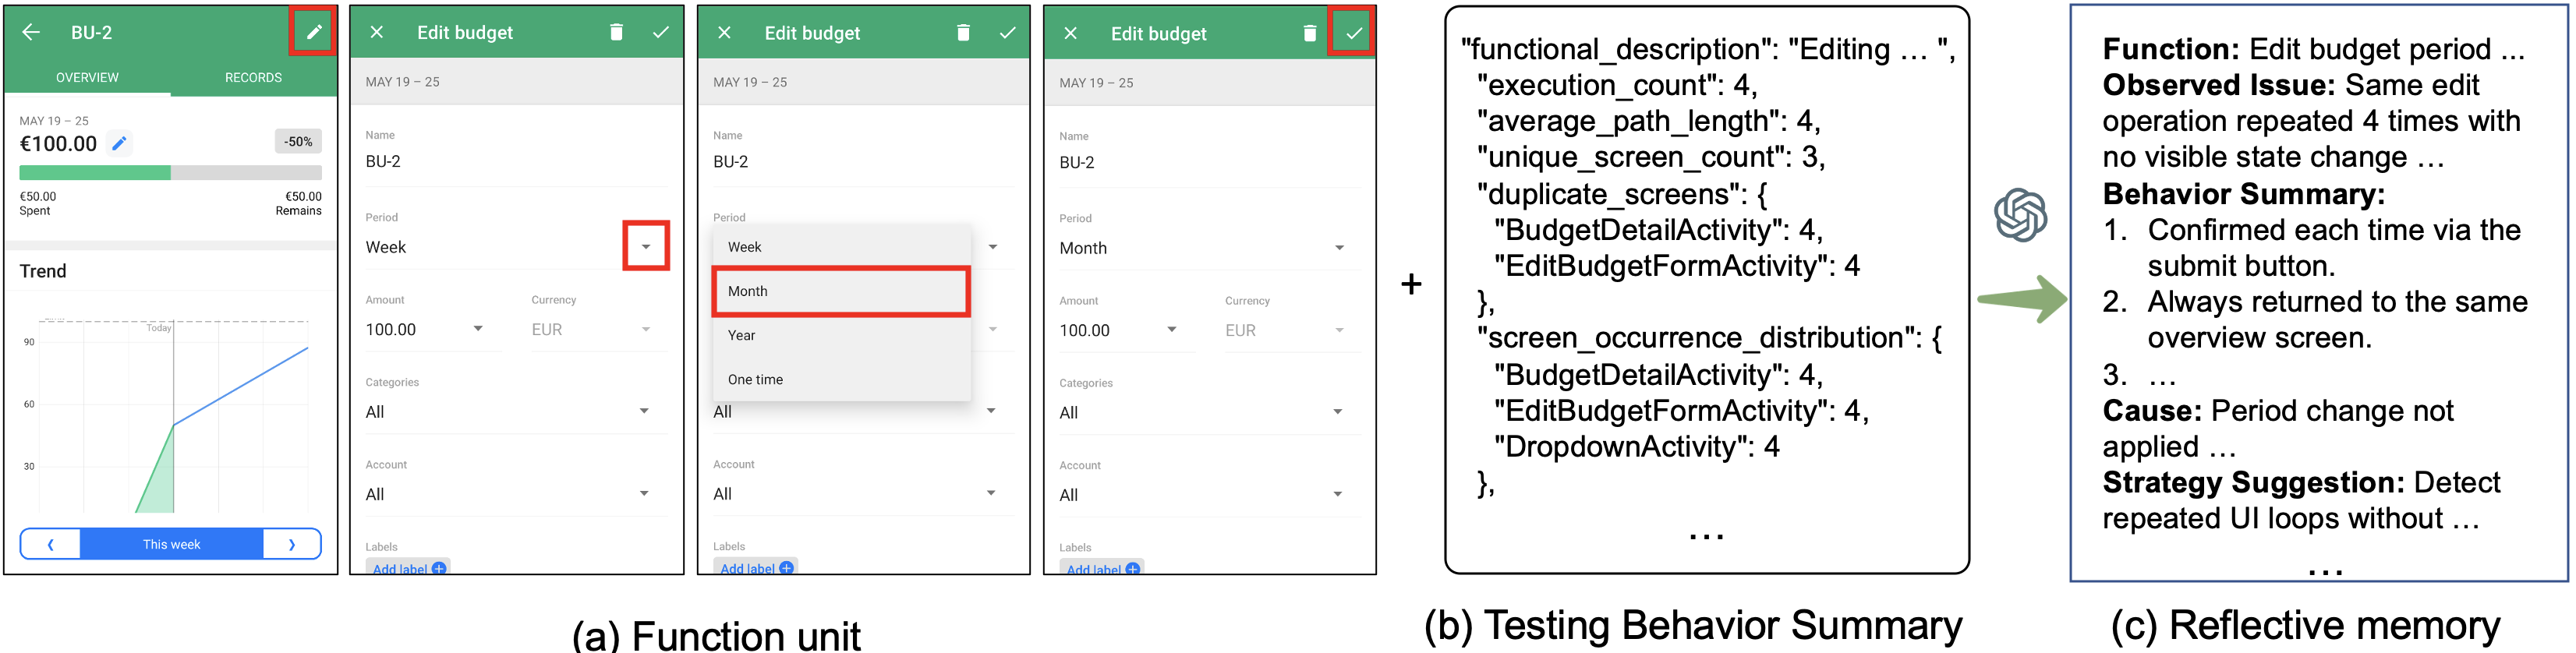 BU-2
OVERVIEW RECORDS
MAY 19 – 25
€100.00 -50%
€50.00 €50.00
Spent Remains
Trend
Today
90
60
30
❮ This week ❯
Edit budget
MAY 19 – 25
Name
BU-2
Period
Week
Amount Currency
100.00 EUR
Categories
All
Account
All
Labels
Add label
Edit budget
MAY 19 – 25
Name
BU-2
Period
Week
Month
Year
One time
All
Account
All
Labels
Add label
Edit budget
MAY 19 – 25
Name
BU-2
Period
Month
Amount Currency
100.00 EUR
Categories
All
Account
All
Labels
Add label
(a) Function unit
+
"functional_description": "Editing … ",
"execution_count": 4,
"average_path_length": 4,
"unique_screen_count": 3,
"duplicate_screens": {
"BudgetDetailActivity": 4,
"EditBudgetFormActivity": 4
},
"screen_occurrence_distribution": {
"BudgetDetailActivity": 4,
"EditBudgetFormActivity": 4,
"DropdownActivity": 4
},
…
(b) Testing Behavior Summary
Function: Edit budget period ...
Observed Issue: Same edit
operation repeated 4 times with
no visible state change …
Behavior Summary:
1. Confirmed each time via the
submit button.
2. Always returned to the same
overview screen.
3. …
Cause: Period change not
applied …
Strategy Suggestion: Detect
repeated UI loops without …
…
(c) Reflective memory